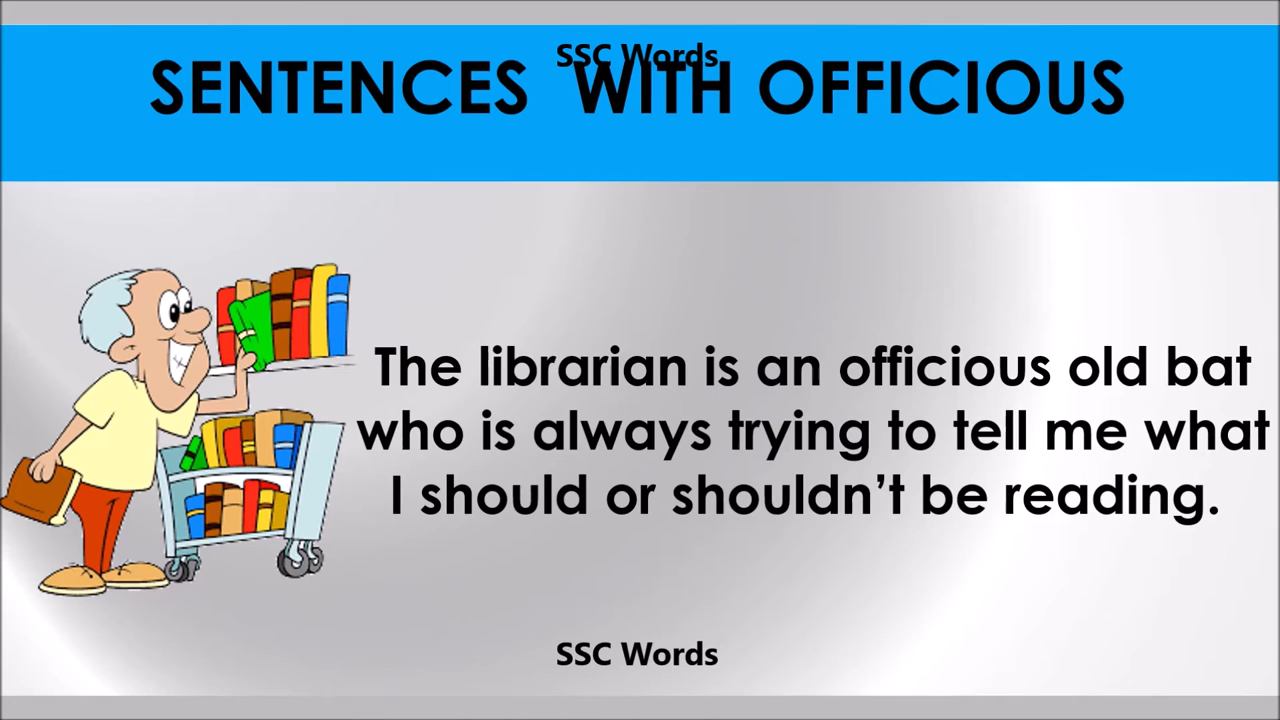 SSC Words
SENTENCES WITH OFFICIOUS
The librarian is an officious old bat
who is always trying to tell me what
I should or shouldn’t be reading.
SSC Words